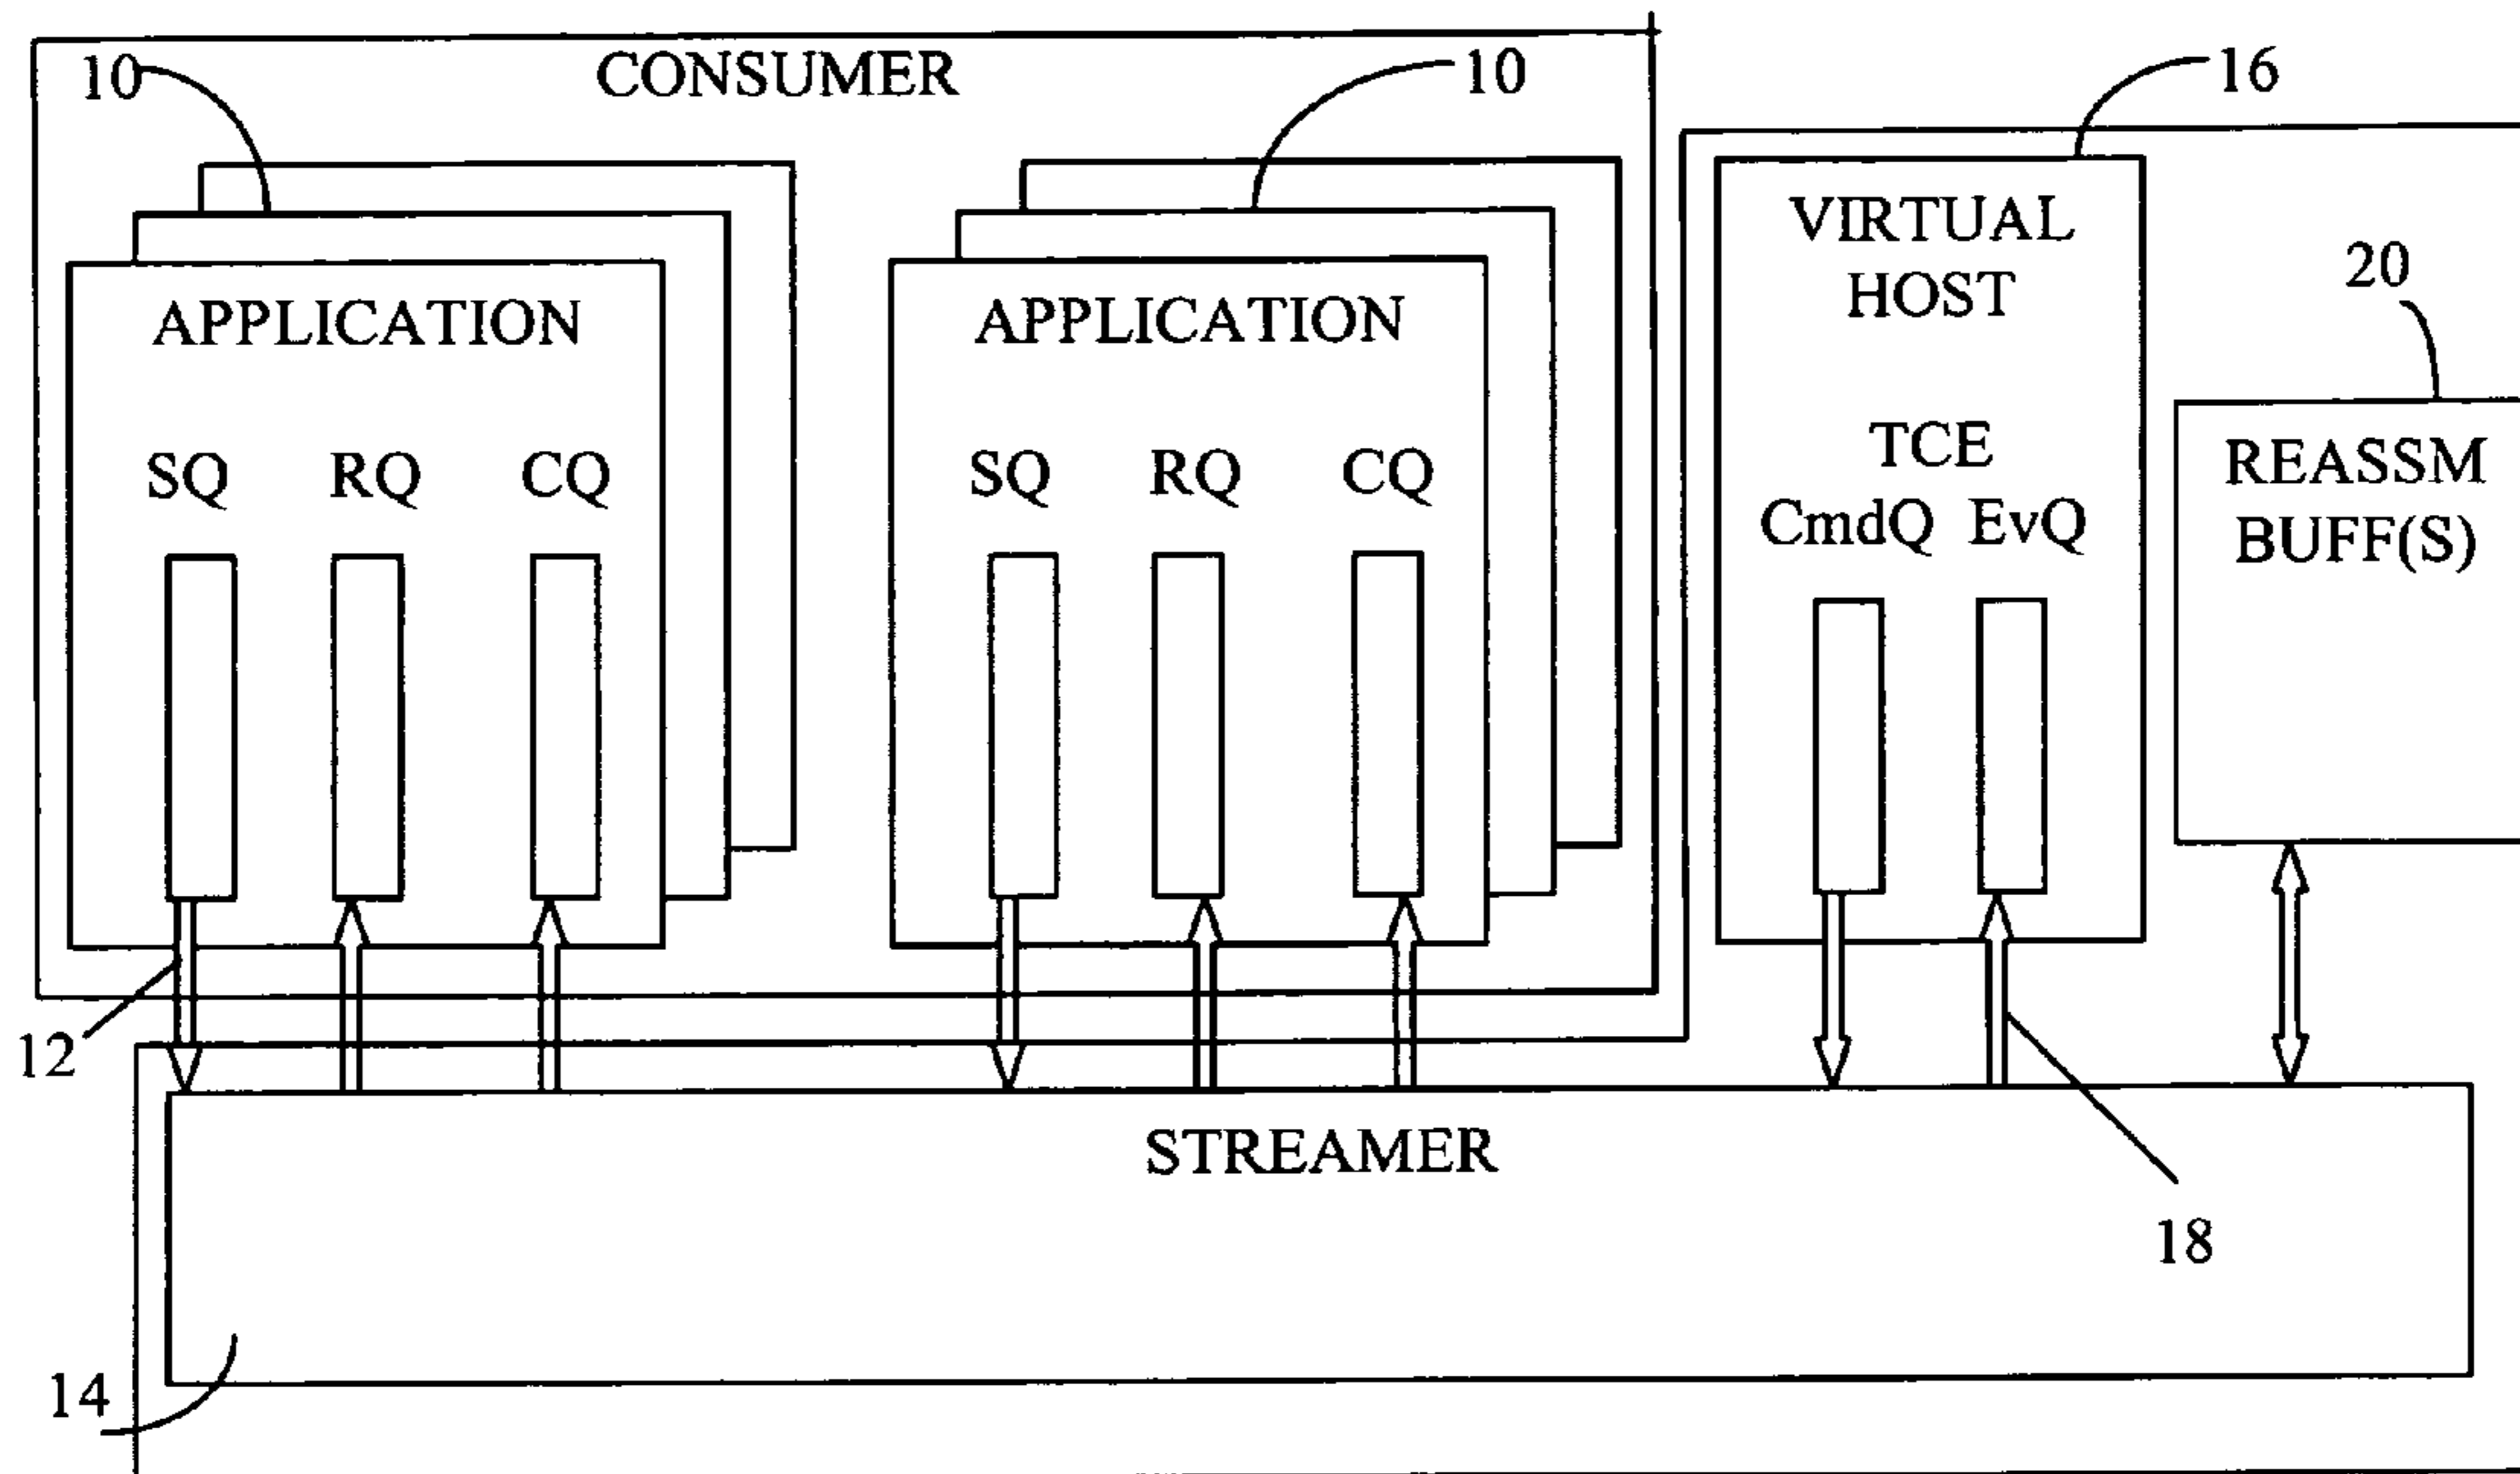 CONSUMER
10
10
16
APPLICATION
SQ RQ CQ
APPLICATION
SQ RQ CQ
VIRTUAL
HOST
TCE
CmdQ EvQ
20
REASSM
BUFF(S)
12
STREAMER
18
14